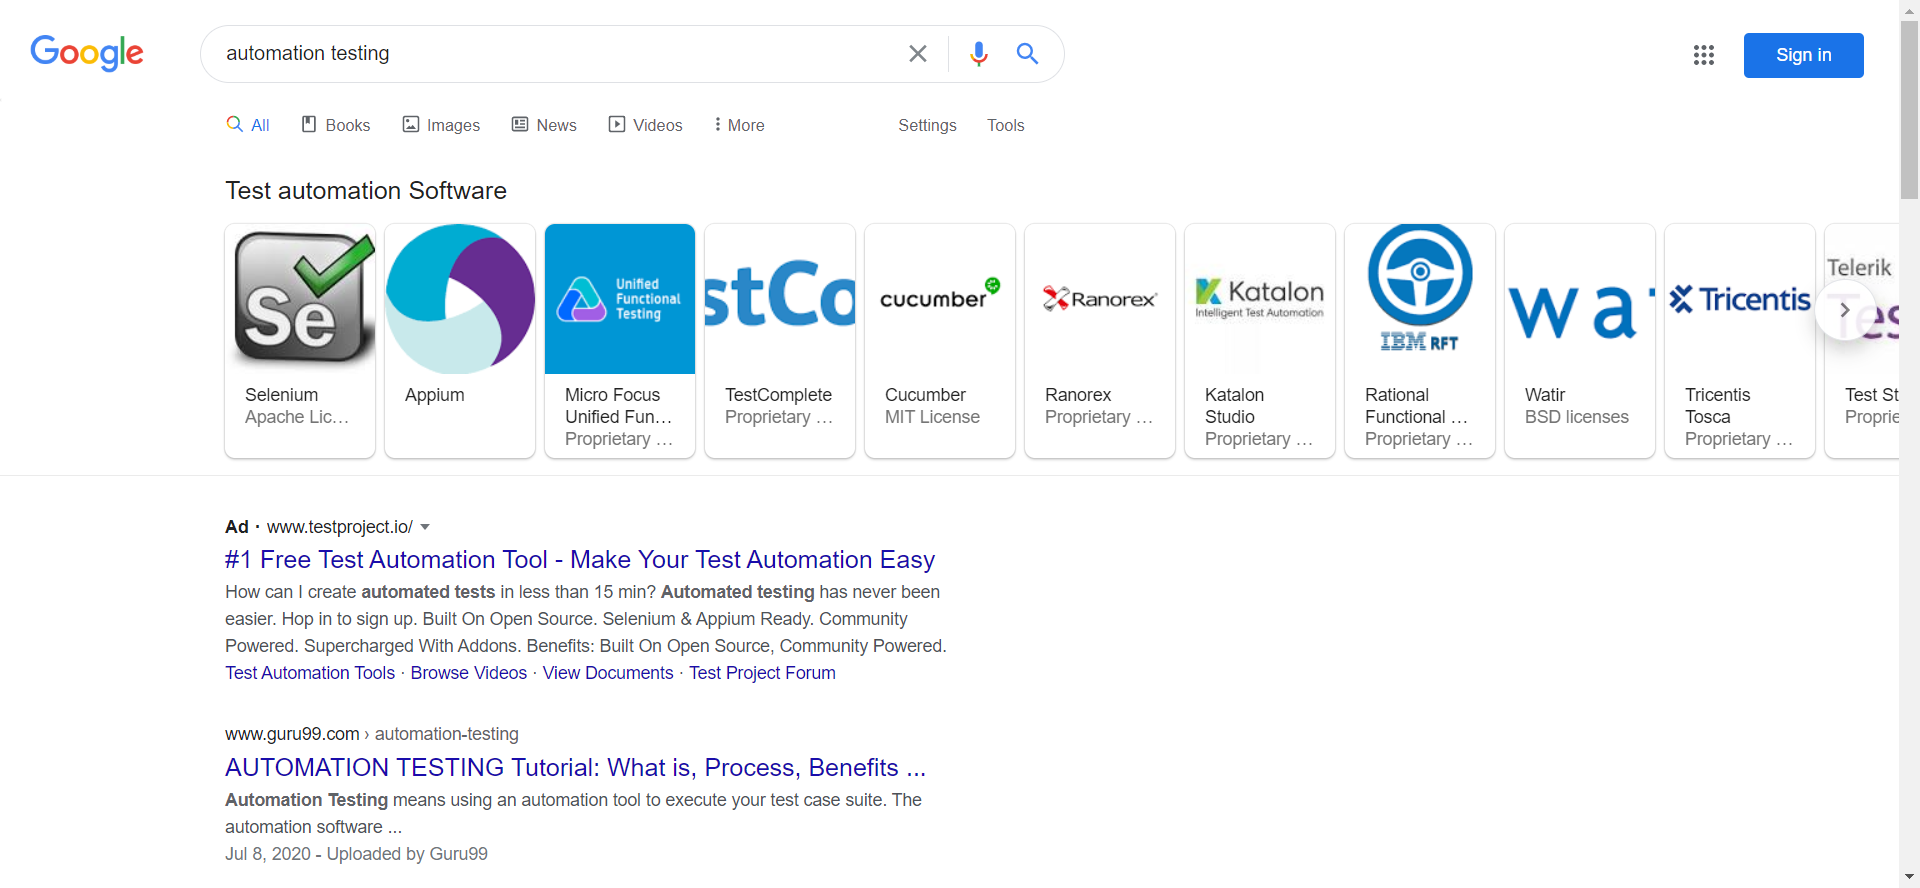 Google
automation testing
Sign in
All
Books
Images
News
Videos
More
Settings
Tools
Test automation Software
Se
Unified
Functional
Testing
stCo
cucumber
Ranorex
Katalon
Intelligent Test Automation
IBM RFT
wat
Tricentis
Telerik
Tes
Selenium
Apache Lic...
Appium
Micro Focus
Unified Fun...
Proprietary ...
TestComplete
Proprietary ...
Cucumber
MIT License
Ranorex
Proprietary ...
Katalon
Studio
Proprietary ...
Rational
Functional ...
Proprietary ...
Watir
BSD licenses
Tricentis
Tosca
Proprietary ...
Test St
Proprie
Ad · www.testproject.io/
#1 Free Test Automation Tool - Make Your Test Automation Easy
How can I create automated tests in less than 15 min? Automated testing has never been
easier. Hop in to sign up. Built On Open Source. Selenium & Appium Ready. Community
Powered. Supercharged With Addons. Benefits: Built On Open Source, Community Powered.
Test Automation Tools · Browse Videos · View Documents · Test Project Forum
www.guru99.com › automation-testing
AUTOMATION TESTING Tutorial: What is, Process, Benefits ...
Automation Testing means using an automation tool to execute your test case suite. The
automation software ...
Jul 8, 2020 - Uploaded by Guru99